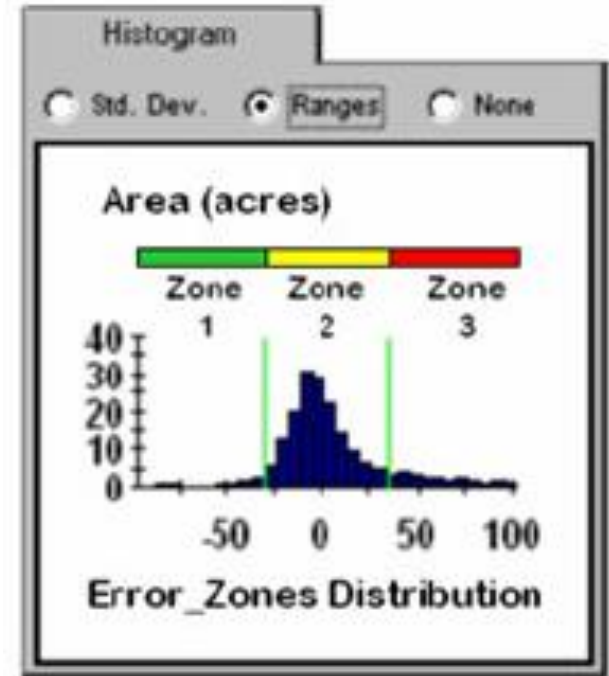 Histogram
Std. Dev. Ranges None
Area (acres)
Zone Zone Zone
1 2 3
40
30
20
10
0
-50 0 50 100
Error_Zones Distribution